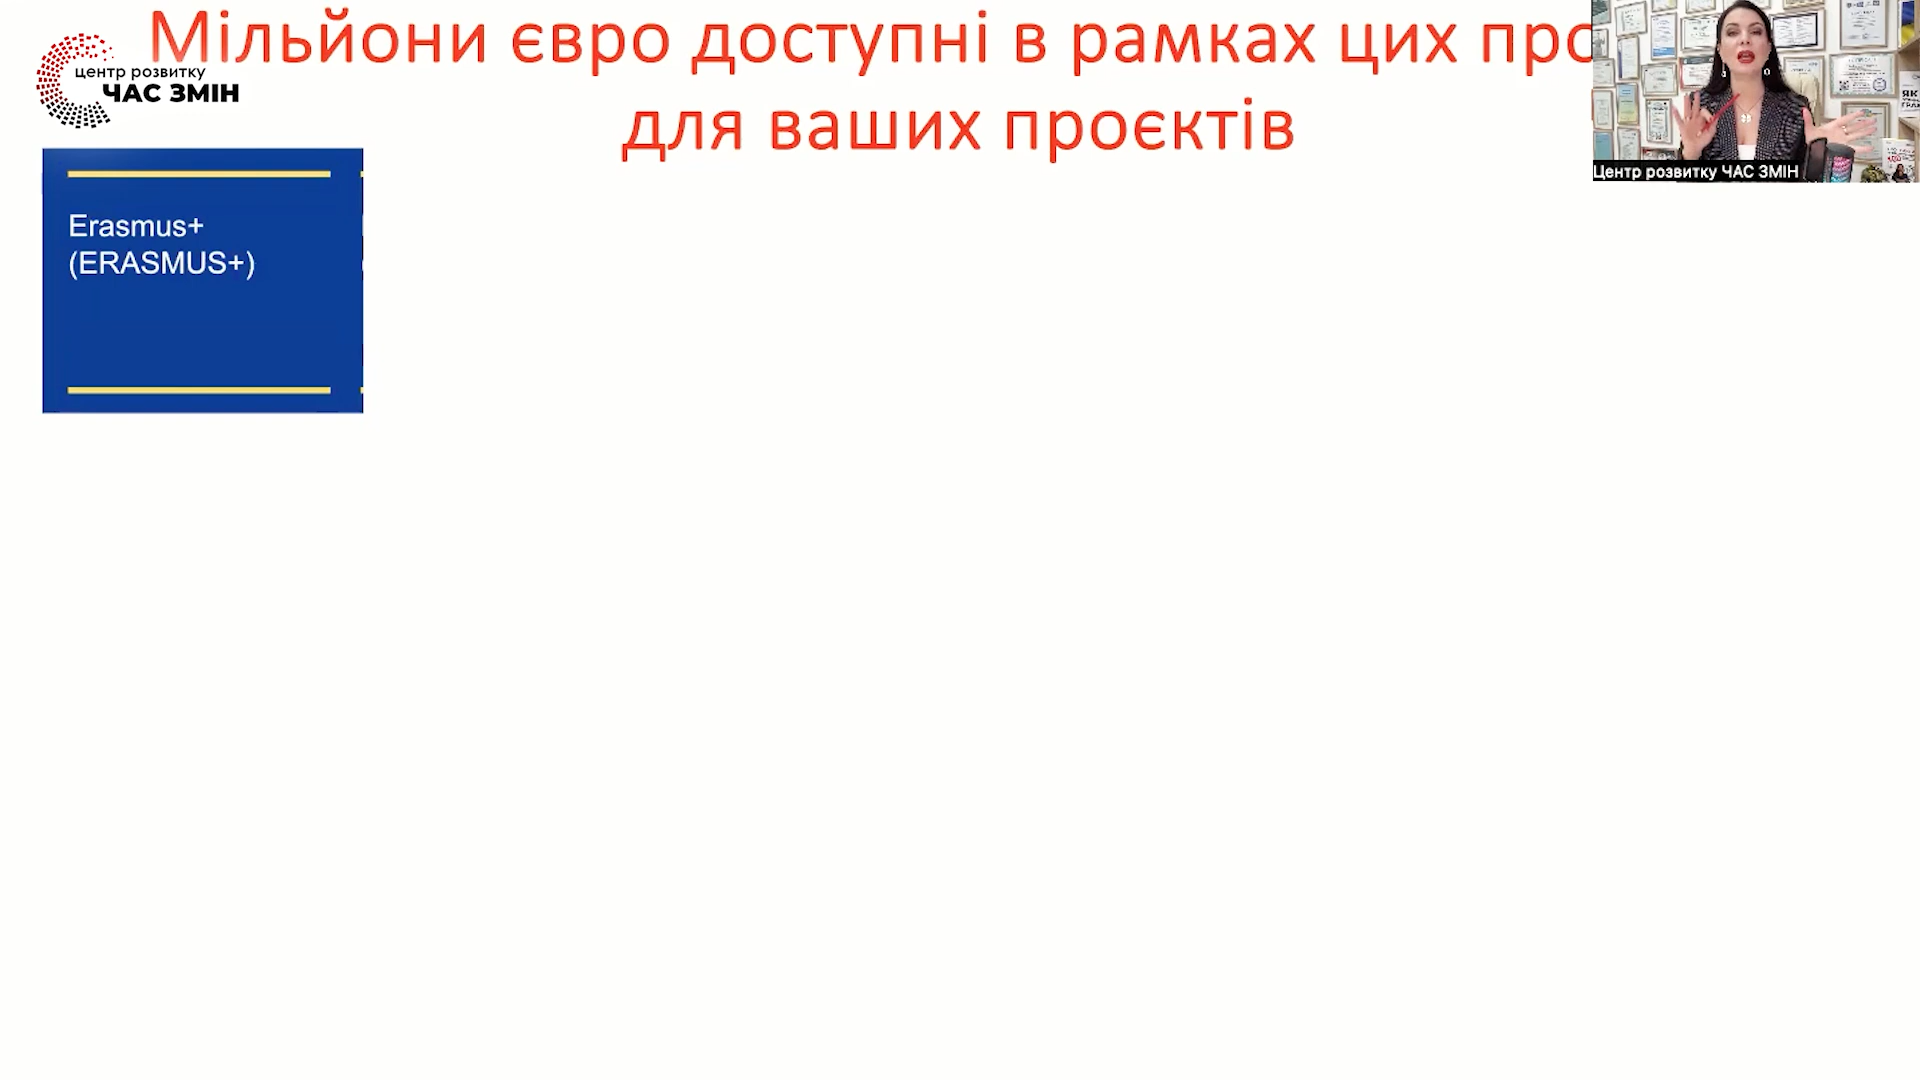 Мільйони євро доступні в рамках цих про
для ваших проєктів
центр розвитку
ЧАС ЗМІН
Erasmus+
(ERASMUS+)
ЯК
Центр розвитку ЧАС ЗМІН